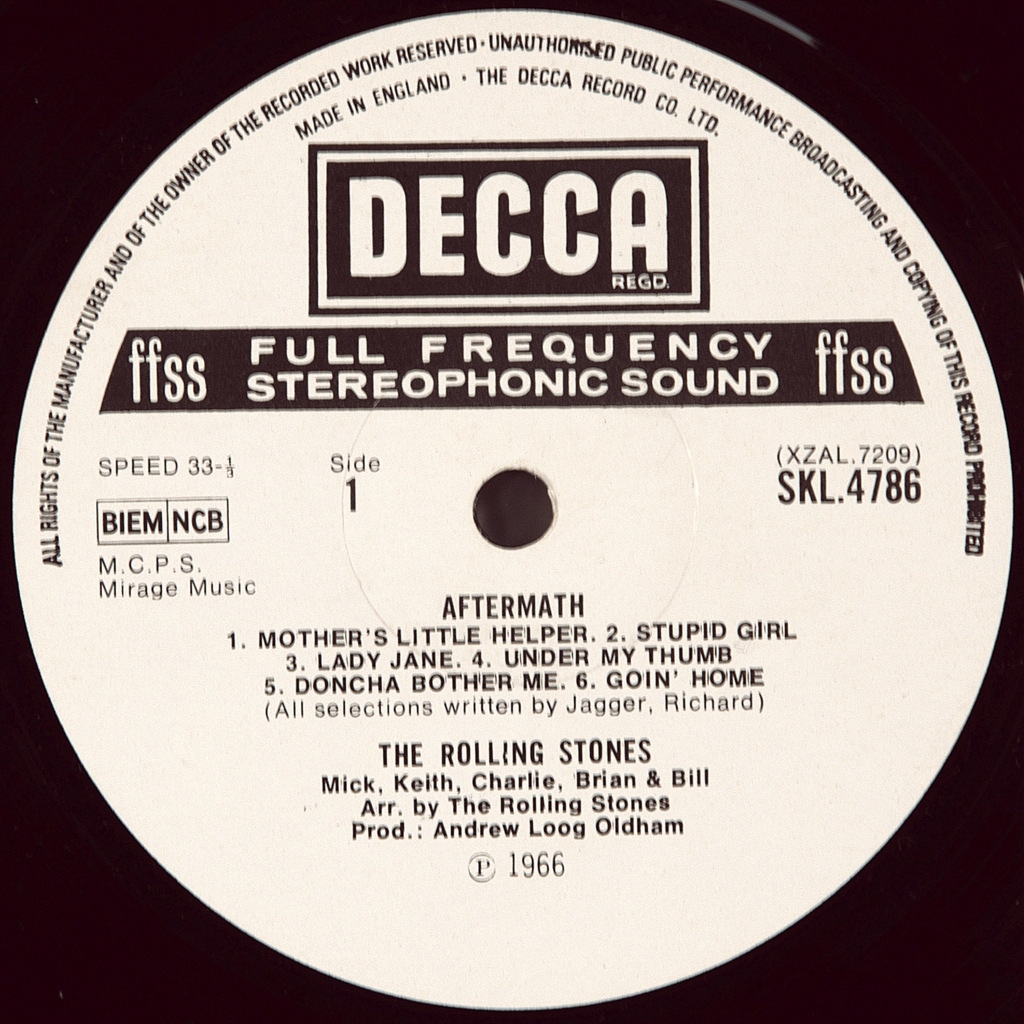 ALL RIGHTS OF THE MANUFACTURER AND OF THE OWNER OF THE RECORDED WORK RESERVED · UNAUTHORISED PUBLIC PERFORMANCE BROADCASTING AND COPYING OF THIS RECORD PROHIBITED
MADE IN ENGLAND · THE DECCA RECORD CO. LTD.
DECCA
REGD.
ffss FULL FREQUENCY ffss
STEREOPHONIC SOUND
SPEED 33-⅓
Side
1
(XZAL.7209)
SKL.4786
BIEM NCB
M.C.P.S.
Mirage Music
AFTERMATH
1. MOTHER'S LITTLE HELPER. 2. STUPID GIRL
3. LADY JANE. 4. UNDER MY THUMB
5. DONCHA BOTHER ME. 6. GOIN' HOME
(All selections written by Jagger, Richard)
THE ROLLING STONES
Mick, Keith, Charlie, Brian & Bill
Arr. by The Rolling Stones
Prod.: Andrew Loog Oldham
℗ 1966